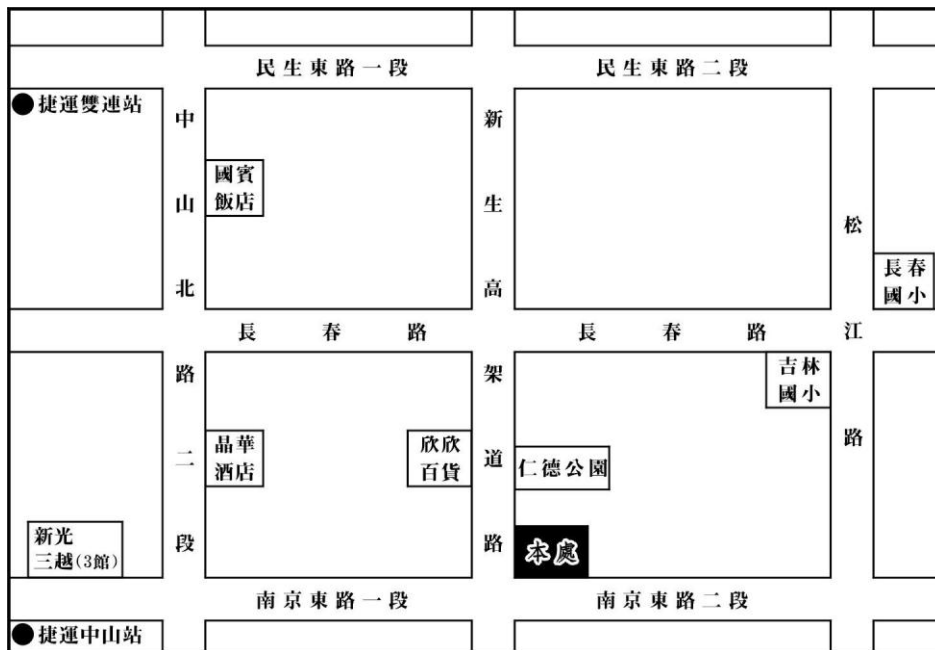 民生東路一段
民生東路二段
捷運雙連站
中山北路二段
新生高架道路
國賓
飯店
松江路
長春
國小
長春路
長春路
吉林
國小
晶華
酒店
欣欣
百貨
仁德公園
新光
三越(3館)
本處
南京東路一段
南京東路二段
捷運中山站